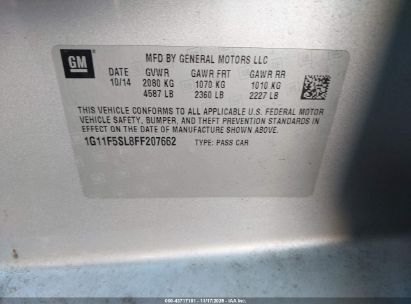 GM
MFD BY GENERAL MOTORS LLC
DATE GVWR GAWR FRT GAWR RR
10/14 2080 KG 1070 KG 1010 KG
4587 LB 2360 LB 2227 LB
THIS VEHICLE CONFORMS TO ALL APPLICABLE U.S. FEDERAL MOTOR
VEHICLE SAFETY, BUMPER, AND THEFT PREVENTION STANDARDS
IN EFFECT ON THE DATE OF MANUFACTURE SHOWN ABOVE.
1G11F5SL8FF207662 TYPE: PASS CAR